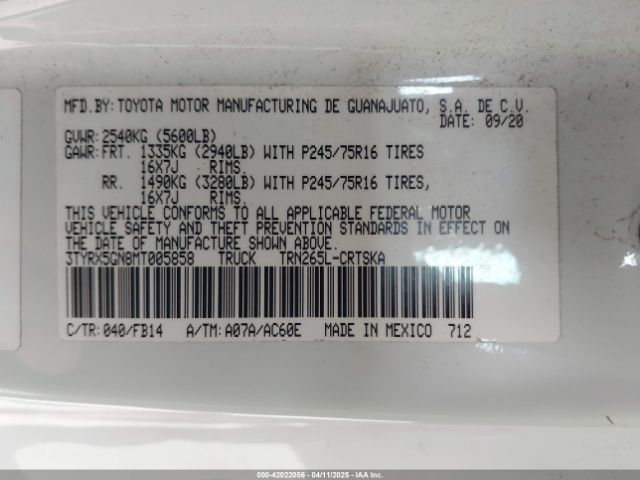 MFD.BY: TOYOTA MOTOR MANUFACTURING DE GUANAJUATO, S.A. DE C.V.
DATE: 09/20
GVWR: 2540KG (5600LB)
GAWR: FRT. 1335KG (2940LB) WITH P245/75R16 TIRES
16X7J RIMS.
RR. 1490KG (3280LB) WITH P245/75R16 TIRES,
16X7J RIMS.
THIS VEHICLE CONFORMS TO ALL APPLICABLE FEDERAL MOTOR
VEHICLE SAFETY AND THEFT PREVENTION STANDARDS IN EFFECT ON
THE DATE OF MANUFACTURE SHOWN ABOVE.
3TYRX5GN8MT005858 TRUCK TRN265L-CRTSKA
C/TR: 040/FB14 A/TM: A07A/AC60E MADE IN MEXICO 712
000-42022056 - 04/11/2025 - IAA Inc.